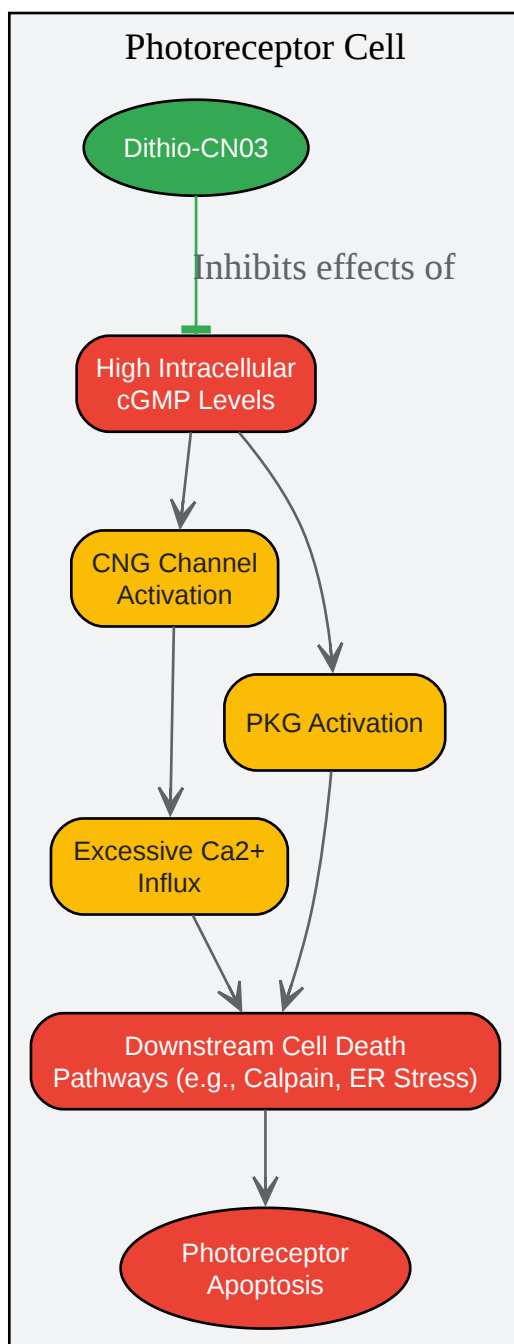 Photoreceptor Cell
Dithio-CN03
Inhibits effects of
High Intracellular
cGMP Levels
CNG Channel
Activation
PKG Activation
Excessive Ca2+
Influx
Downstream Cell Death
Pathways (e.g., Calpain, ER Stress)
Photoreceptor
Apoptosis